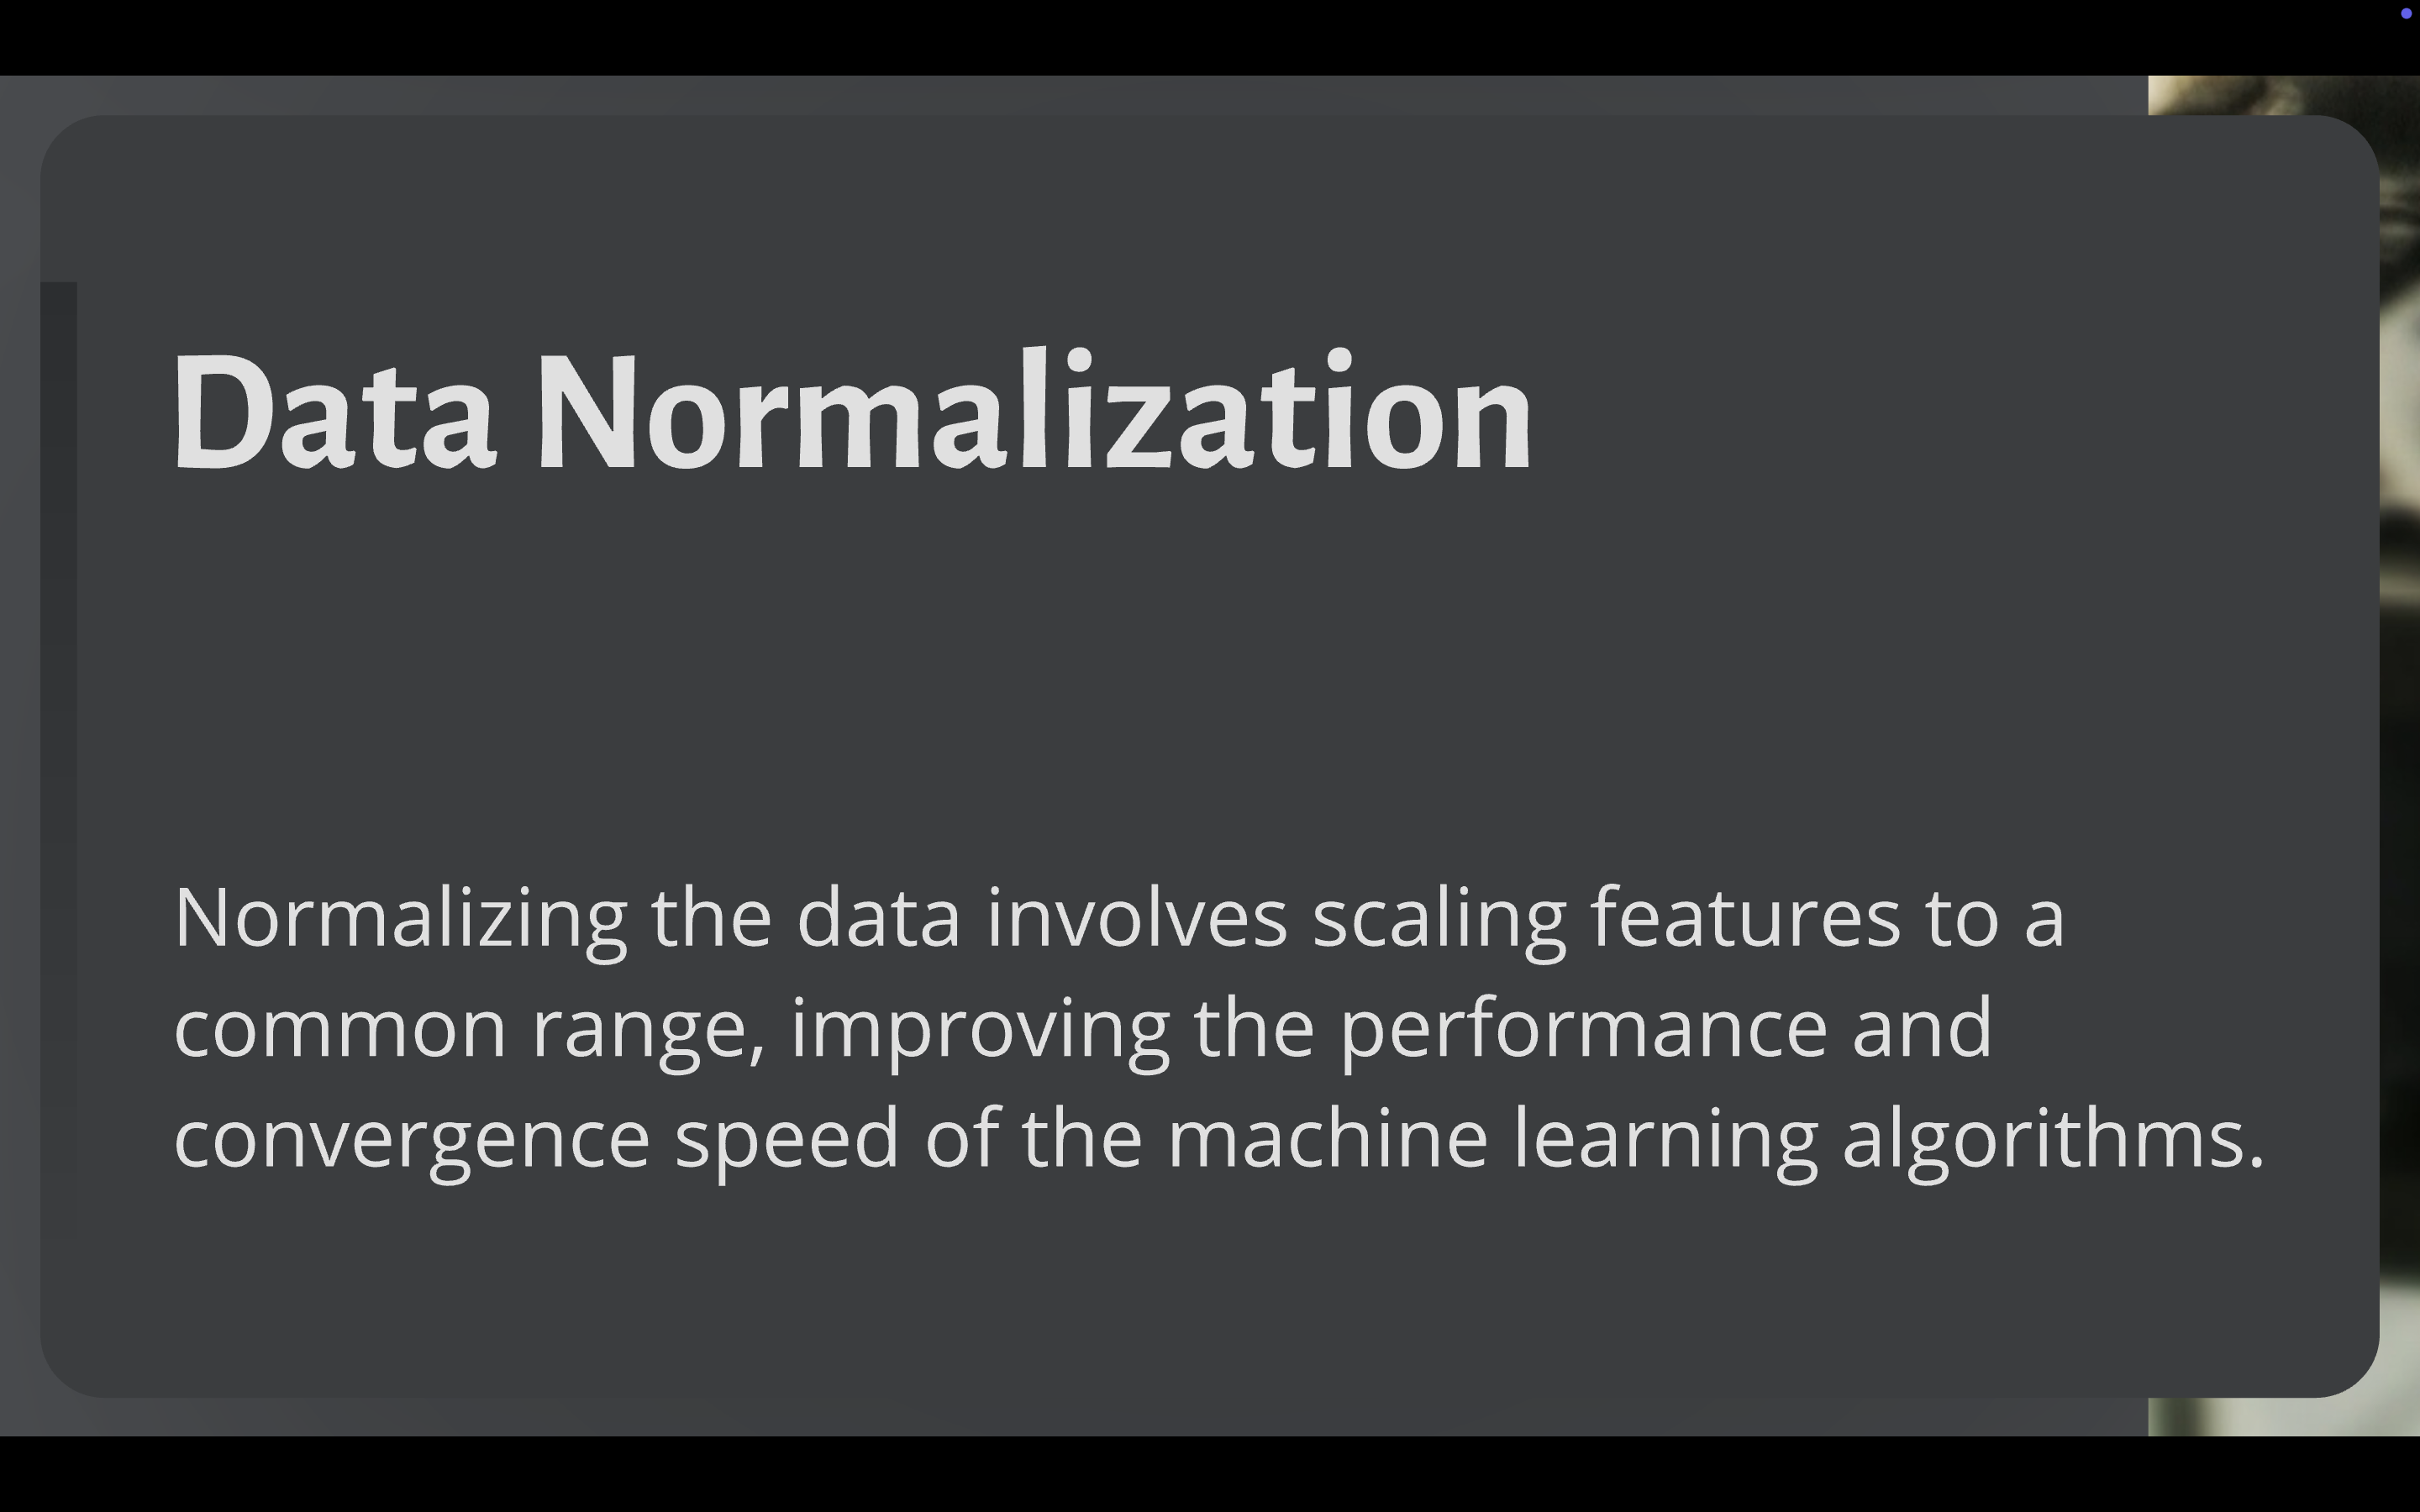 Data Normalization
Normalizing the data involves scaling features to a
common range, improving the performance and
convergence speed of the machine learning algorithms.